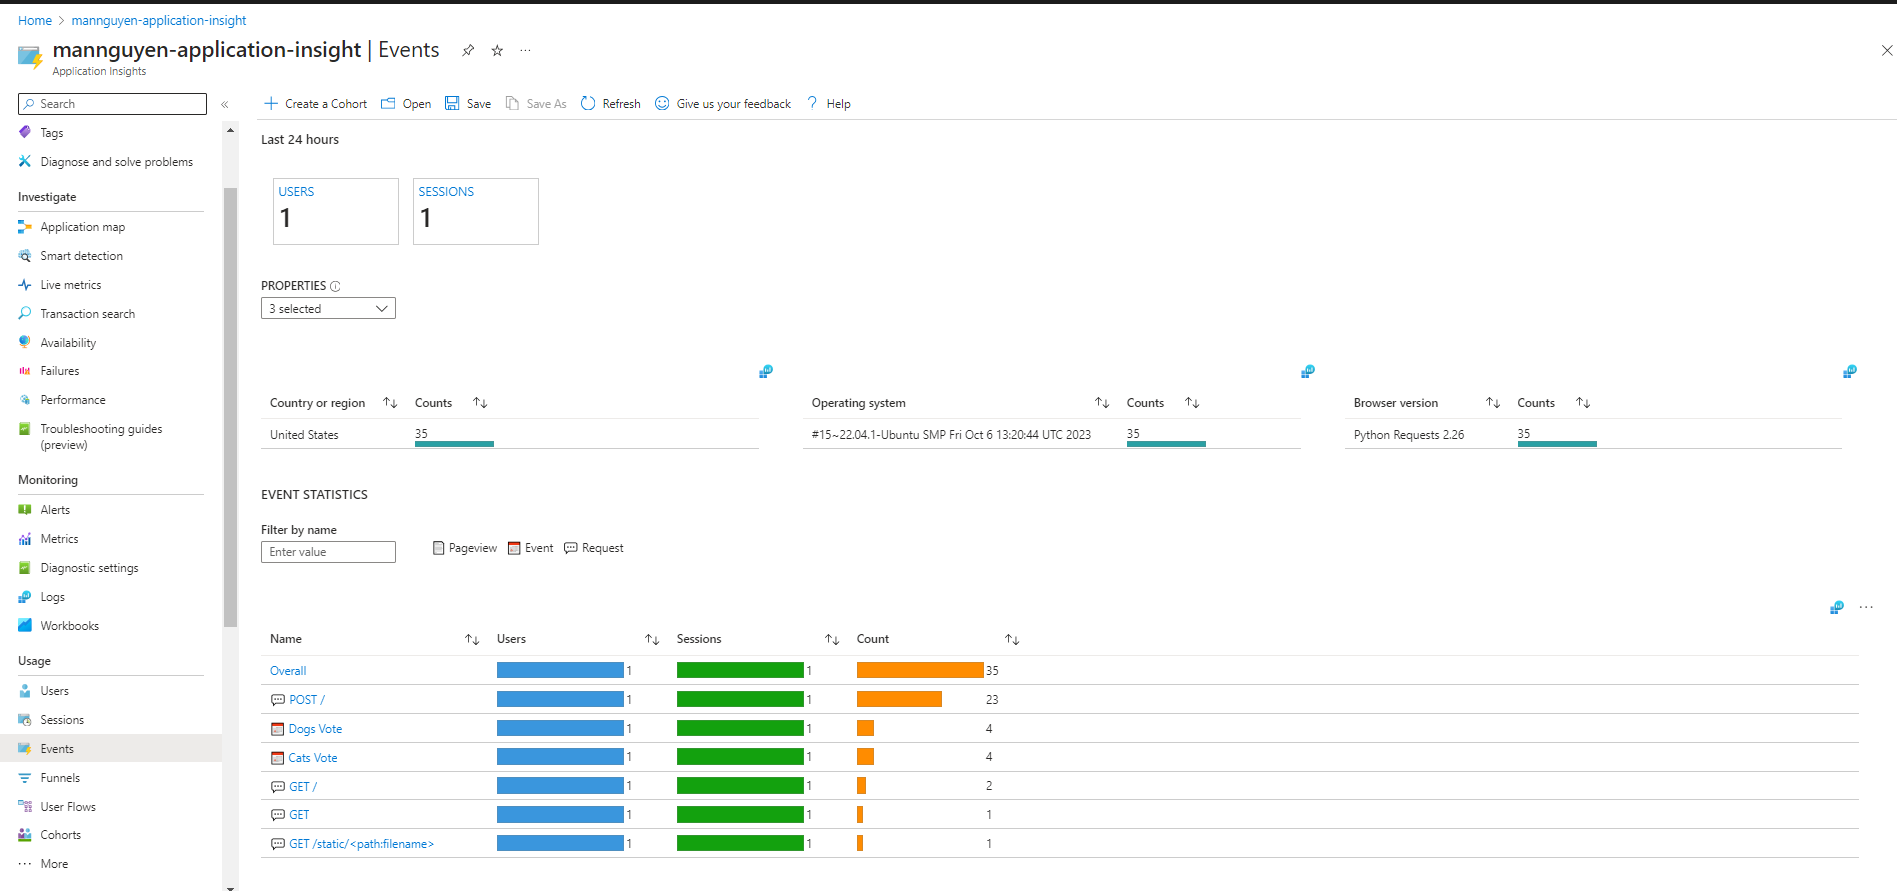 Home > mannguyen-application-insight
mannguyen-application-insight | Events
Application Insights
Search
Tags
Diagnose and solve problems
Investigate
Application map
Smart detection
Live metrics
Transaction search
Availability
Failures
Performance
Troubleshooting guides
(preview)
Monitoring
Alerts
Metrics
Diagnostic settings
Logs
Workbooks
Usage
Users
Sessions
Events
Funnels
User Flows
Cohorts
More
Create a Cohort Open Save Save As Refresh Give us your feedback Help
Last 24 hours
USERS
1
SESSIONS
1
PROPERTIES
3 selected
Country or region Counts
United States 35
Operating system Counts
#15~22.04.1-Ubuntu SMP Fri Oct 6 13:20:44 UTC 2023 35
Browser version Counts
Python Requests 2.26 35
EVENT STATISTICS
Filter by name
Enter value
Pageview Event Request
Name Users Sessions Count
Overall 1 1 35
POST / 1 1 23
Dogs Vote 1 1 4
Cats Vote 1 1 4
GET / 1 1 2
GET 1 1 1
GET /static/<path:filename> 1 1 1